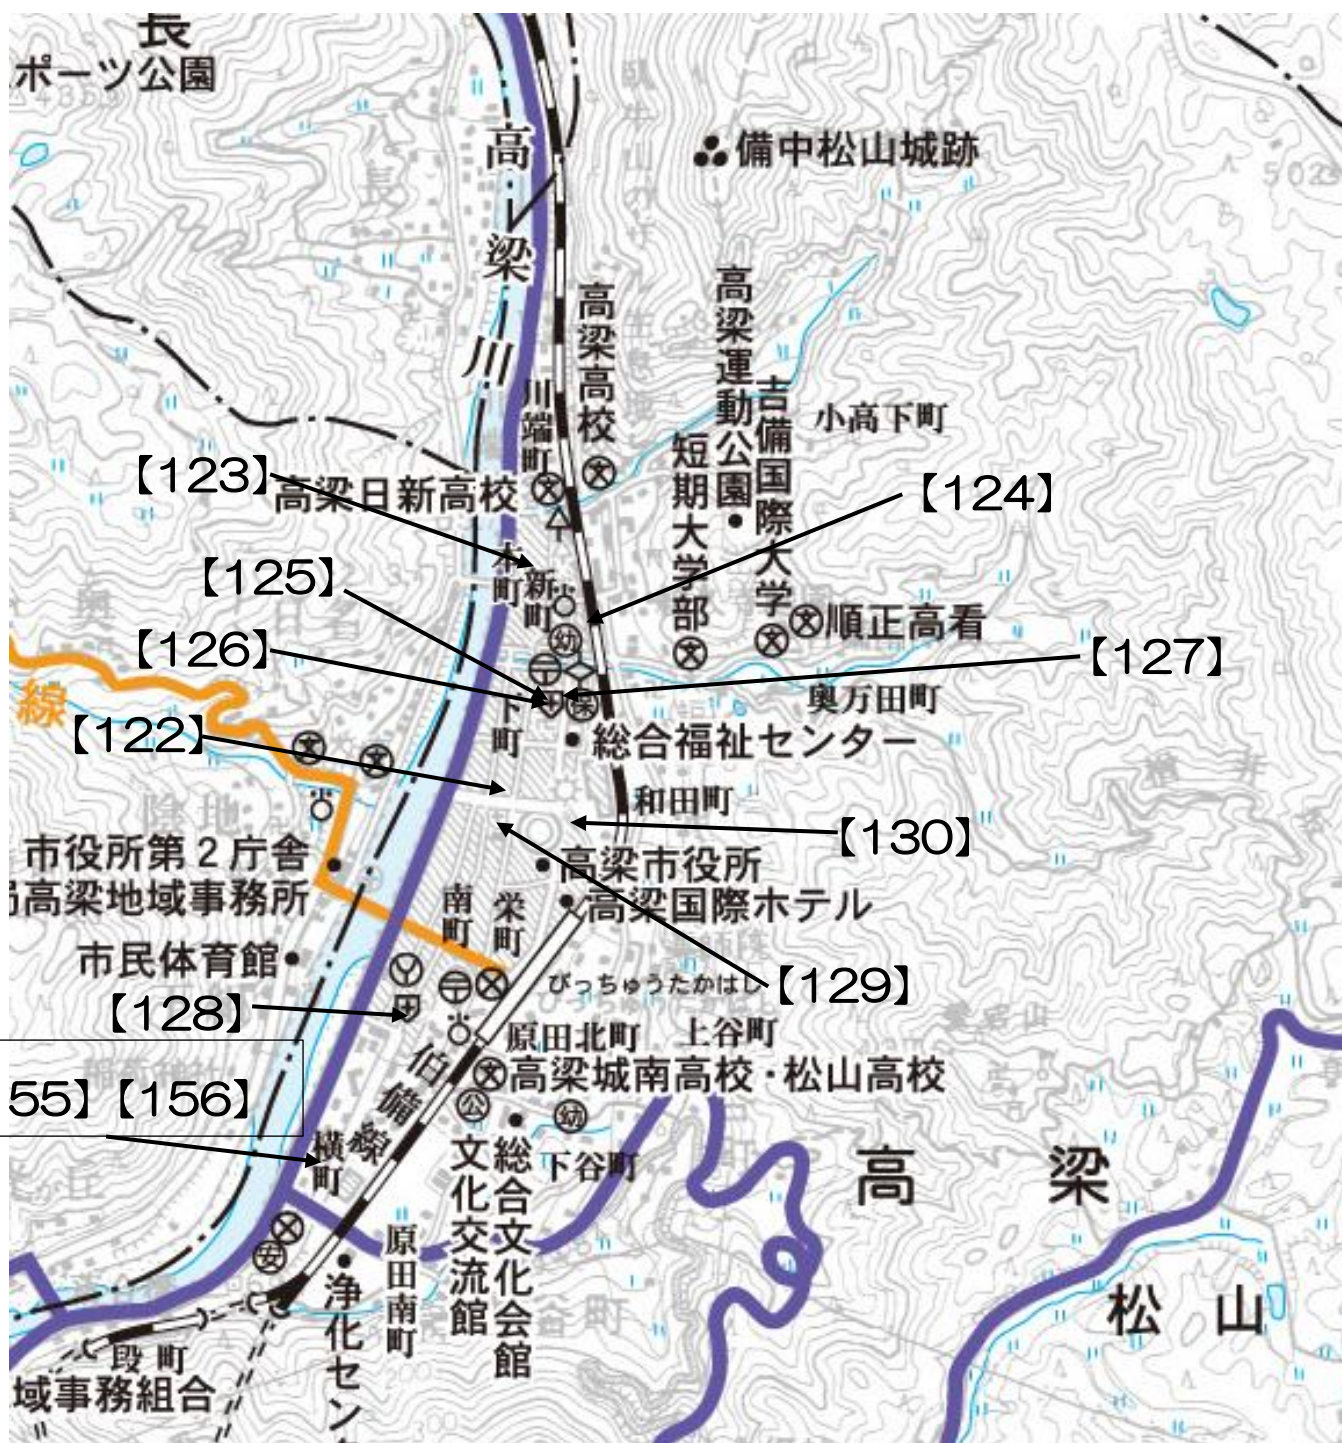 長
ポーツ公園
備中松山城跡
高梁川
高梁高校
川端町
高梁運動公園
吉備国際大学
短期大学部
小高下町
【123】
高梁日新高校
【124】
本町
新町
【125】
順正高看
【126】
【127】
奥万田町
線
下町
【122】
総合福祉センター
和田町
【130】
市役所第2庁舎
高梁市役所
高梁地域事務所
高梁国際ホテル
南町
栄町
市民体育館
びっちゅうたかはし
【129】
【128】
原田北町
上谷町
伯備線
高梁城南高校・松山高校
55】【156】
横町
文化交流館
総合文化会館
下谷町
高梁
原田南町
浄化セン
松山
段町
域事務組合